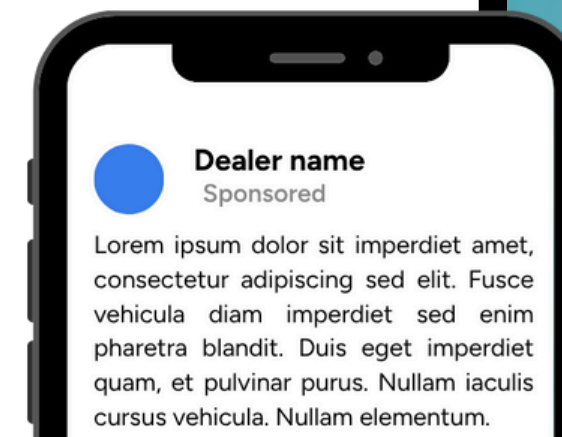 Dealer name
Sponsored
Lorem ipsum dolor sit imperdiet amet,
consectetur adipiscing sed elit. Fusce
vehicula diam imperdiet sed enim
pharetra blandit. Duis eget imperdiet
quam, et pulvinar purus. Nullam iaculis
cursus vehicula. Nullam elementum.